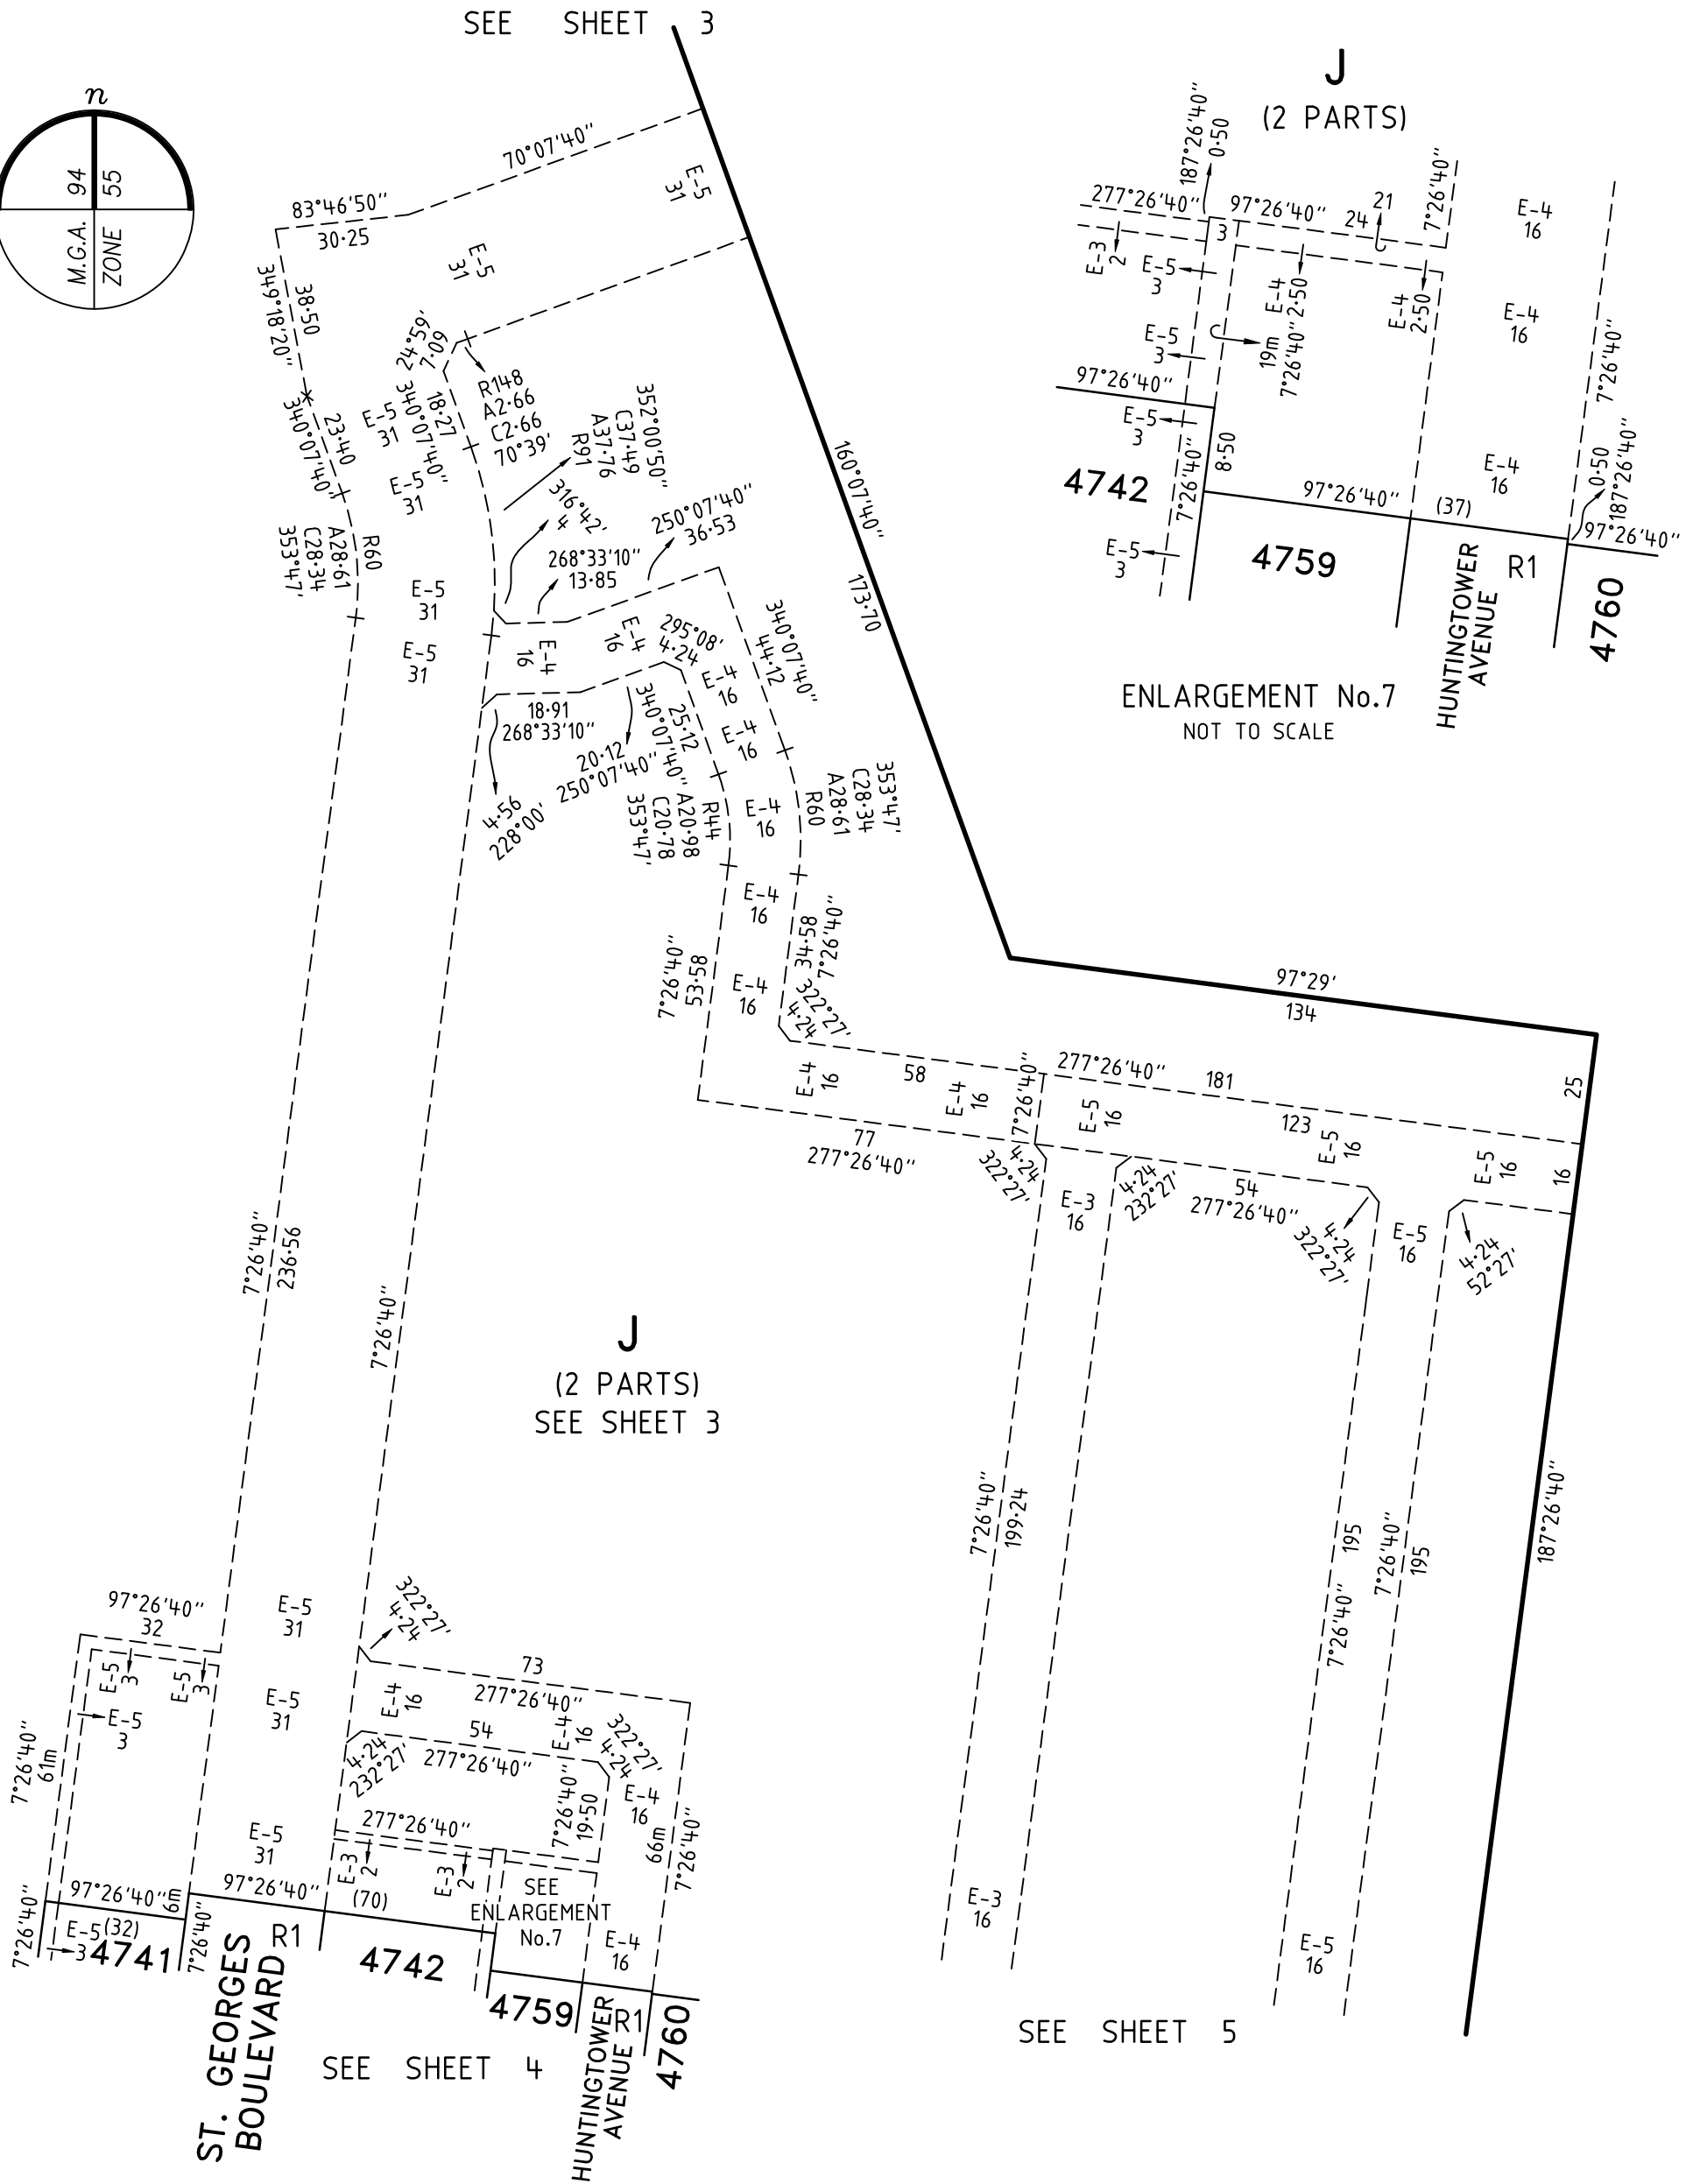 SEE SHEET 3
n
M.G.A. 94
ZONE 55
J
(2 PARTS)
187°26'40"
0·50
277°26'40"
97°26'40"
24
21
7°26'40"
3
E-3
2
E-5
3
E-4
2·50
E-4
2·50
E-4
16
E-5
3
19m
7°26'40"
E-4
16
7°26'40"
97°26'40"
E-5
3
8·50
7°26'40"
4742
97°26'40"
(37)
E-4
16
0·50
187°26'40"
97°26'40"
E-5
3
4759
R1
HUNTINGTOWER
AVENUE
4760
ENLARGEMENT No.7
NOT TO SCALE
70°07'40"
83°46'50"
30·25
E-5
31
E-5
31
349°18'20"
38·50
24°59'
7·09
R148
A2·66
C2·66
70°39'
340°07'40"
18·27
340°07'40"
23·40
E-5
31
E-5
31
352°00'50"
C37·49
A37·76
R91
316°42'
4
268°33'10"
13·85
250°07'40"
36·53
R60
A28·61
C28·34
353°47'
160°07'40"
173·70
E-5
31
E-5
31
E-4
16
E-4
16
295°08'
4·24
340°07'40"
44·12
E-4
16
E-4
16
18·91
268°33'10"
20·12
250°07'40"
25·12
340°07'40"
4·56
228°00'
R44
A20·98
C20·78
353°47'
E-4
16
R60
A28·61
C28·34
353°47'
E-4
16
34·58
7°26'40"
7°26'40"
53·58
E-4
16
322°27'
4·24
97°29'
134
25
58
277°26'40"
181
E-4
16
E-4
16
7°26'40"
E-5
16
123
E-5
16
E-5
16
16
77
277°26'40"
4·24
322°27'
4·24
232°27'
54
277°26'40"
E-3
16
4·24
322°27'
E-5
16
4·24
52°27'
7°26'40"
236·56
7°26'40"
J
(2 PARTS)
SEE SHEET 3
7°26'40"
199·24
195
7°26'40"
7°26'40"
195
187°26'40"
97°26'40"
32
E-5
31
322°27'
4·24
73
277°26'40"
E-5
3
E-5
3
E-5
3
E-5
31
E-4
16
54
277°26'40"
E-4
16
322°27'
4·24
4·24
232°27'
7°26'40"
61m
7°26'40"
19·50
E-4
16
66m
7°26'40"
277°26'40"
E-5
31
E-3
2
E-3
2
97°26'40"
6m
97°26'40"
(70)
SEE
ENLARGEMENT
No.7
7°26'40"
E-5
3
(32)
4741
7°26'40"
R1
4742
E-4
16
4759
R1
4760
ST. GEORGES
BOULEVARD
HUNTINGTOWER
AVENUE
SEE SHEET 4
E-3
16
E-5
16
SEE SHEET 5